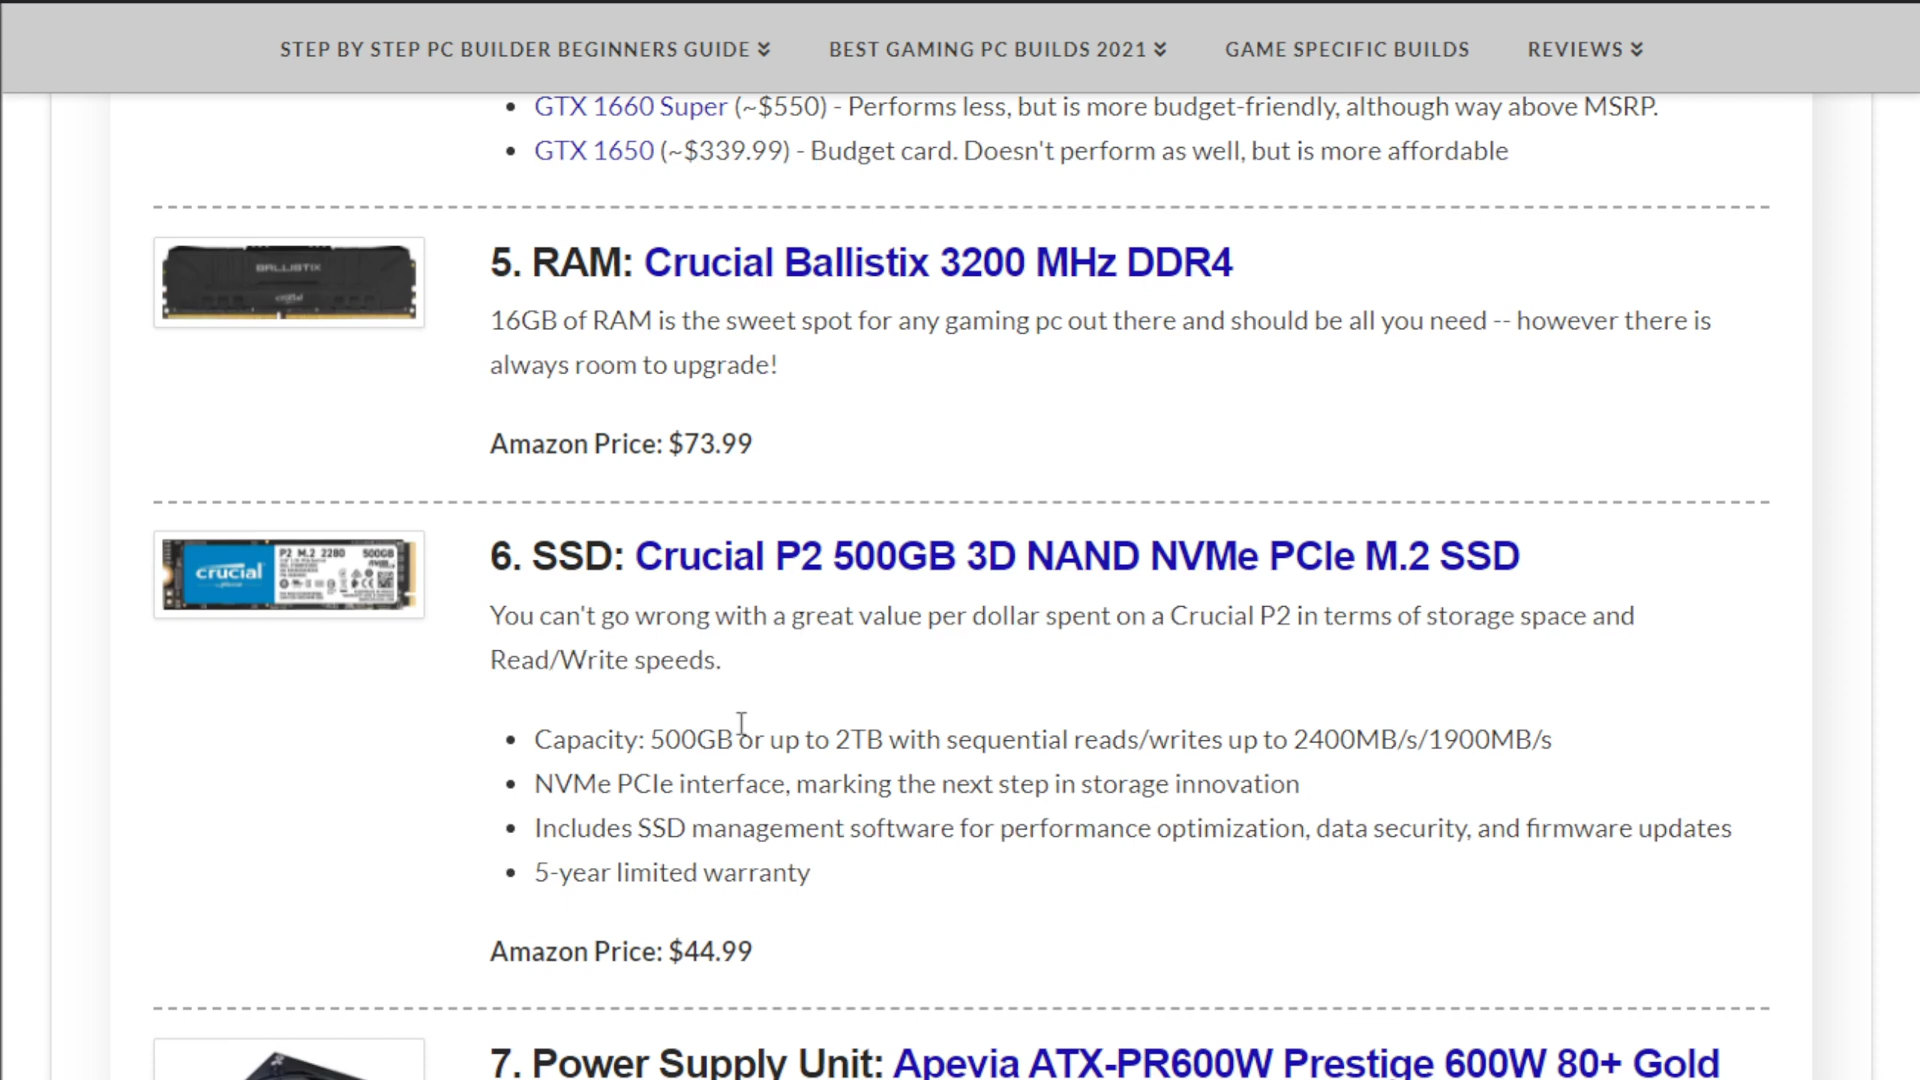 STEP BY STEP PC BUILDER BEGINNERS GUIDE BEST GAMING PC BUILDS 2021 GAME SPECIFIC BUILDS REVIEWS
• GTX 1660 Super (~$550) - Performs less, but is more budget-friendly, although way above MSRP.
• GTX 1650 (~$339.99) - Budget card. Doesn't perform as well, but is more affordable
BALLISTIX
crucial
5. RAM: Crucial Ballistix 3200 MHz DDR4
16GB of RAM is the sweet spot for any gaming pc out there and should be all you need -- however there is
always room to upgrade!
Amazon Price: $73.99
P2 M.2 2280 500GB
crucial
6. SSD: Crucial P2 500GB 3D NAND NVMe PCIe M.2 SSD
You can't go wrong with a great value per dollar spent on a Crucial P2 in terms of storage space and
Read/Write speeds.
• Capacity: 500GB or up to 2TB with sequential reads/writes up to 2400MB/s/1900MB/s
• NVMe PCIe interface, marking the next step in storage innovation
• Includes SSD management software for performance optimization, data security, and firmware updates
• 5-year limited warranty
Amazon Price: $44.99
7. Power Supply Unit: Apevia ATX-PR600W Prestige 600W 80+ Gold